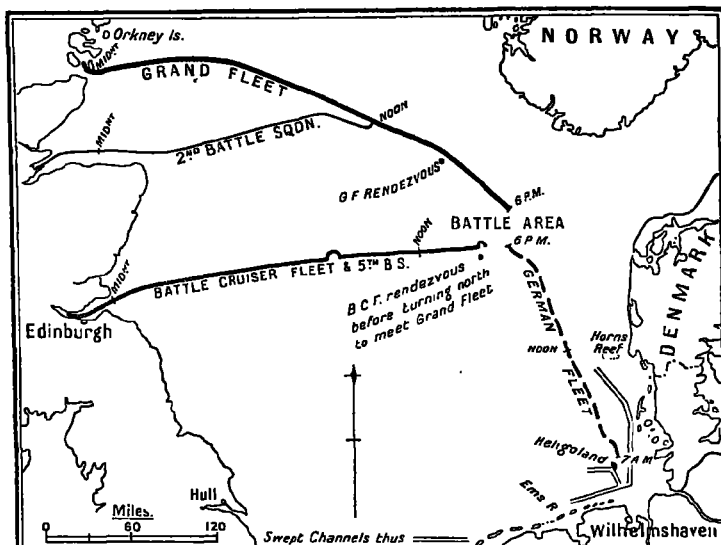 Orkney Is.
MIDNT
GRAND FLEET
NORWAY
NOON
MIDNT
2ND BATTLE SQDN.
G F RENDEZVOUS
6 P.M.
BATTLE AREA
6 P.M.
NOON
BATTLE CRUISER FLEET & 5TH B S.
MIDNT
Edinburgh
B C F. rendezvous
before turning north
to meet Grand Fleet
GERMAN FLEET
NOON
Horns
Reef
DENMARK
Heligoland
7 A M
Ems R
Hull
Miles.
0 60 120
Swept Channels thus
Wilhelmshaven